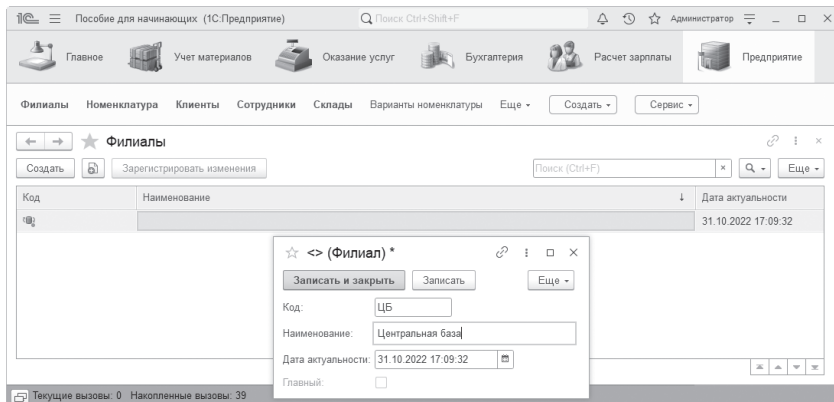 1С Пособие для начинающих (1С:Предприятие) Поиск Ctrl+Shift+F Администратор
Главное Учет материалов Оказание услуг Бухгалтерия Расчет зарплаты Предприятие
Филиалы Номенклатура Клиенты Сотрудники Склады Варианты номенклатуры Еще Создать Сервис
Филиалы
Создать Зарегистрировать изменения Поиск (Ctrl+F) × Еще
Код Наименование ↓ Дата актуальности
31.10.2022 17:09:32
<> (Филиал) *
Записать и закрыть Записать Еще
Код: ЦБ
Наименование: Центральная база
Дата актуальности: 31.10.2022 17:09:32
Главный:
Текущие вызовы: 0 Накопленные вызовы: 39